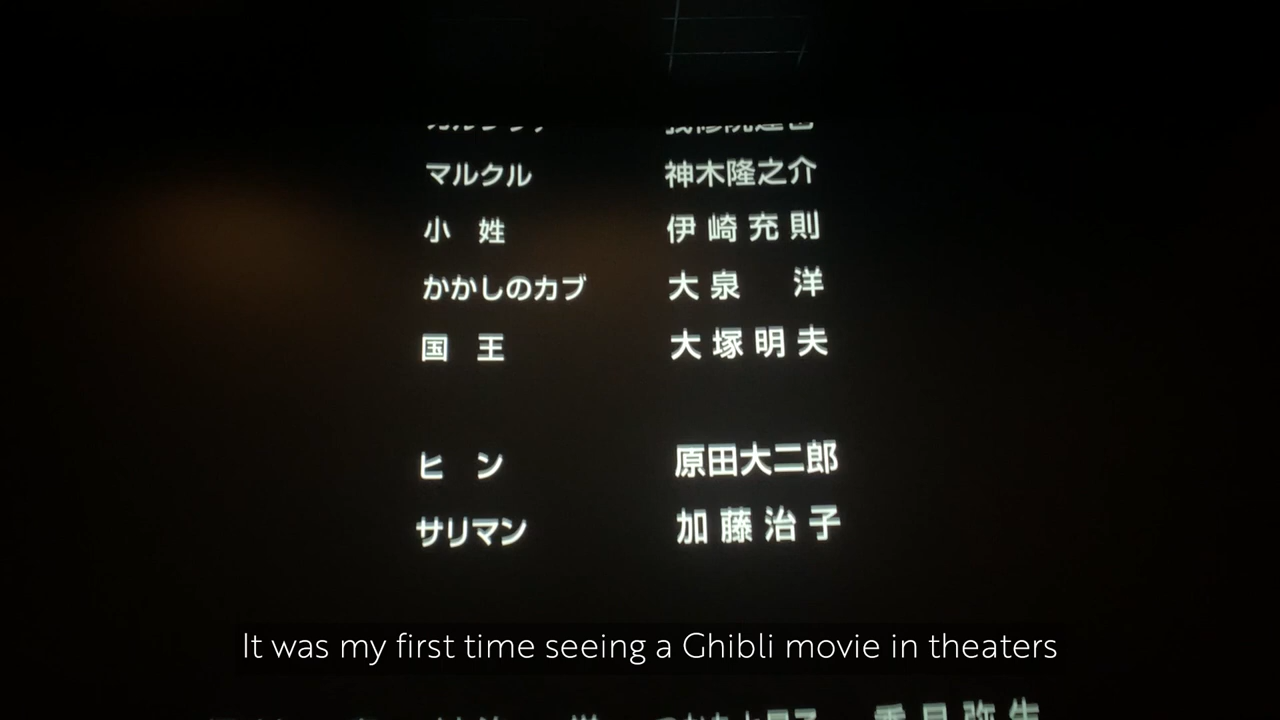 マルクル 神木隆之介
小姓 伊崎充則
かかしのカブ 大泉 洋
国王 大塚明夫
ヒン 原田大二郎
サリマン 加藤治子
It was my first time seeing a Ghibli movie in theaters